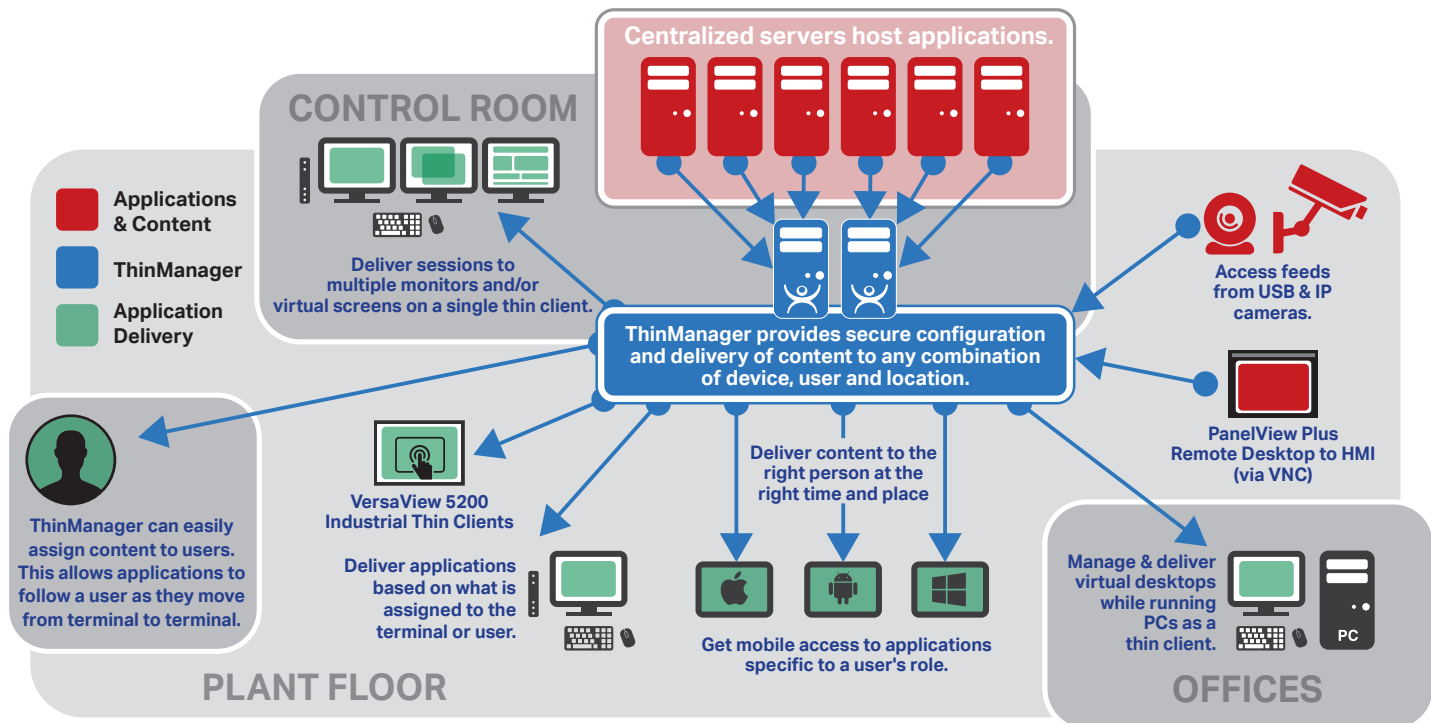 Centralized servers host applications.
CONTROL ROOM
Applications
& Content
ThinManager
Application
Delivery
Deliver sessions to
multiple monitors and/or
virtual screens on a single thin client.
Access feeds
from USB & IP
cameras.
ThinManager provides secure configuration
and delivery of content to any combination
of device, user and location.
PanelView Plus
Remote Desktop to HMI
(via VNC)
ThinManager can easily
assign content to users.
This allows applications to
follow a user as they move
from terminal to terminal.
VersaView 5200
Industrial Thin Clients
Deliver content to the
right person at the
right time and place
Deliver applications
based on what is
assigned to the
terminal or user.
Get mobile access to applications
specific to a user's role.
Manage & deliver
virtual desktops
while running
PCs as a
thin client.
PC
PLANT FLOOR
OFFICES